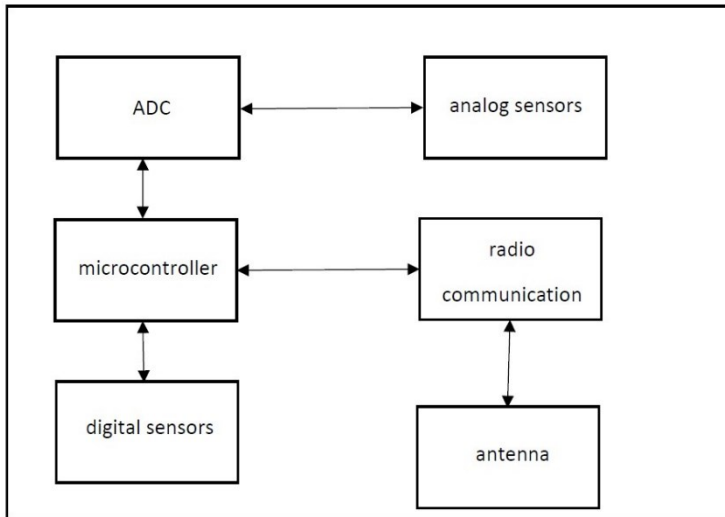 ADC
analog sensors
microcontroller
radio
communication
digital sensors
antenna